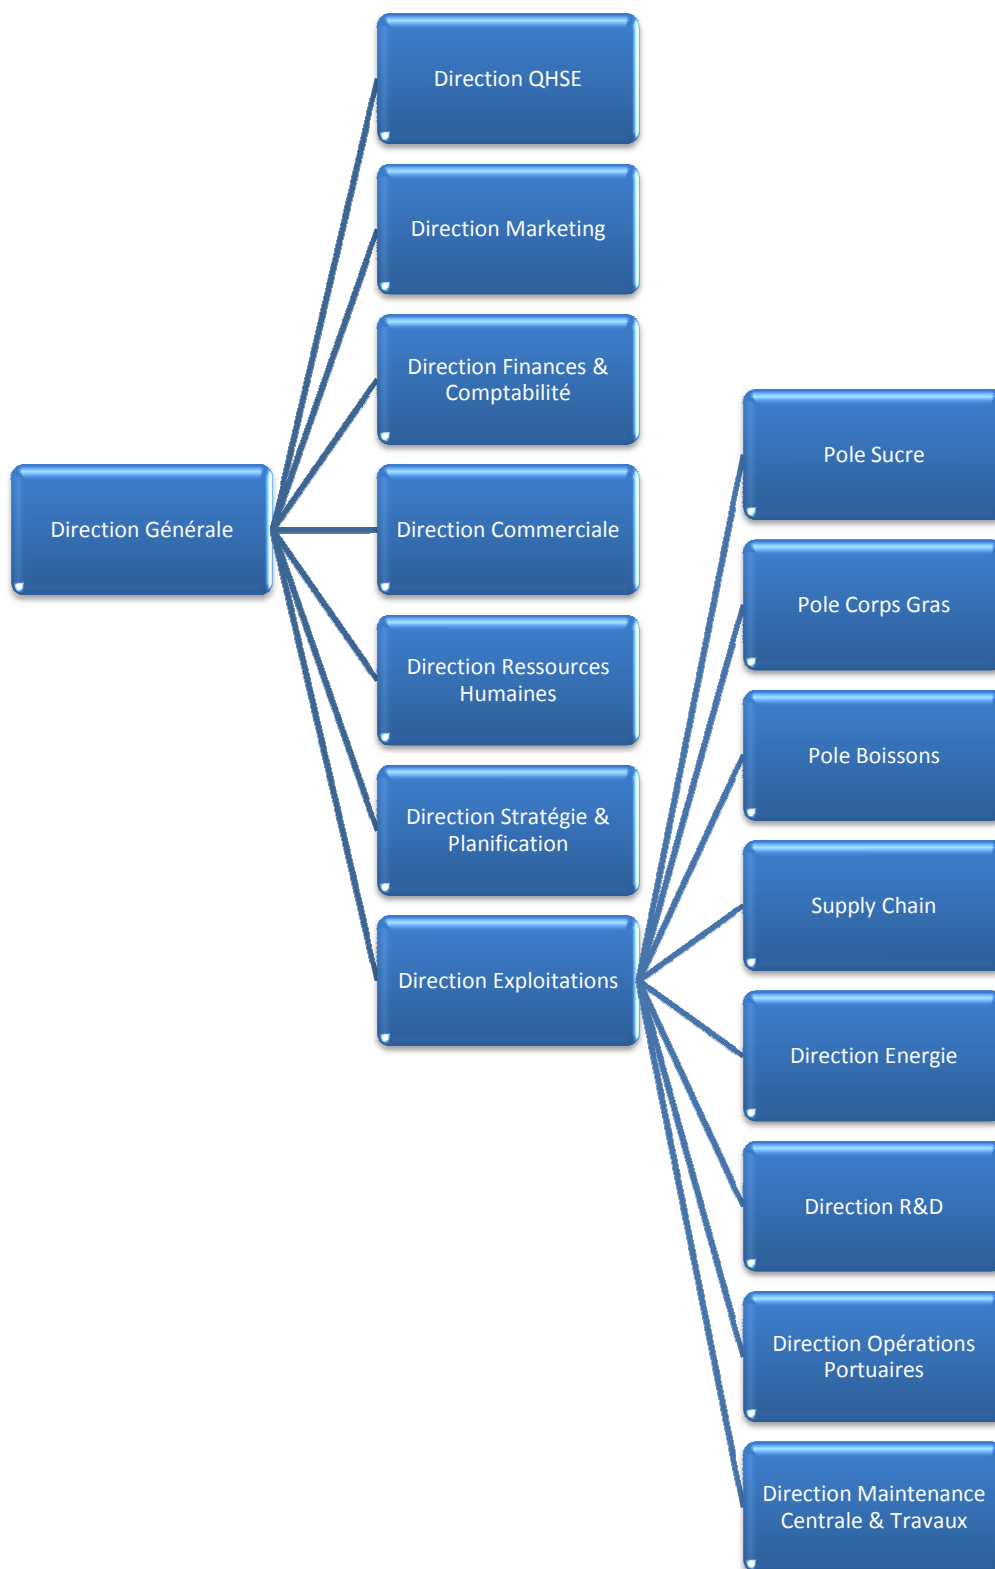 Direction QHSE
Direction Marketing
Direction Finances &
Comptabilité
Direction Générale
Direction Commerciale
Direction Ressources
Humaines
Direction Stratégie &
Planification
Direction Exploitations
Pole Sucre
Pole Corps Gras
Pole Boissons
Supply Chain
Direction Energie
Direction R&D
Direction Opérations
Portuaires
Direction Maintenance
Centrale & Travaux